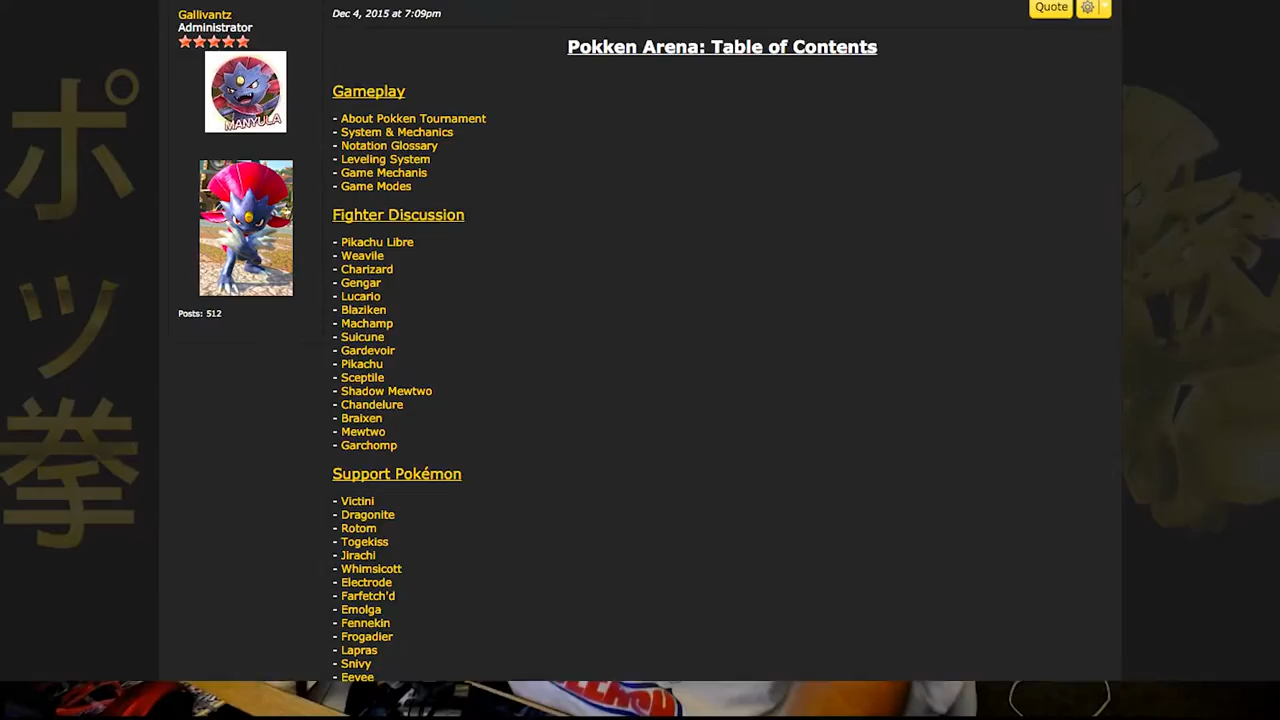 Gallivantz
Administrator
MANYULA
Posts: 512
Dec 4, 2015 at 7:09pm
Quote
Pokken Arena: Table of Contents
Gameplay
- About Pokken Tournament
- System & Mechanics
- Notation Glossary
- Leveling System
- Game Mechanis
- Game Modes
Fighter Discussion
- Pikachu Libre
- Weavile
- Charizard
- Gengar
- Lucario
- Blaziken
- Machamp
- Suicune
- Gardevoir
- Pikachu
- Sceptile
- Shadow Mewtwo
- Chandelure
- Braixen
- Mewtwo
- Garchomp
Support Pokémon
- Victini
- Dragonite
- Rotom
- Togekiss
- Jirachi
- Whimsicott
- Electrode
- Farfetch'd
- Emolga
- Fennekin
- Frogadier
- Lapras
- Snivy
- Eevee
ポッ拳